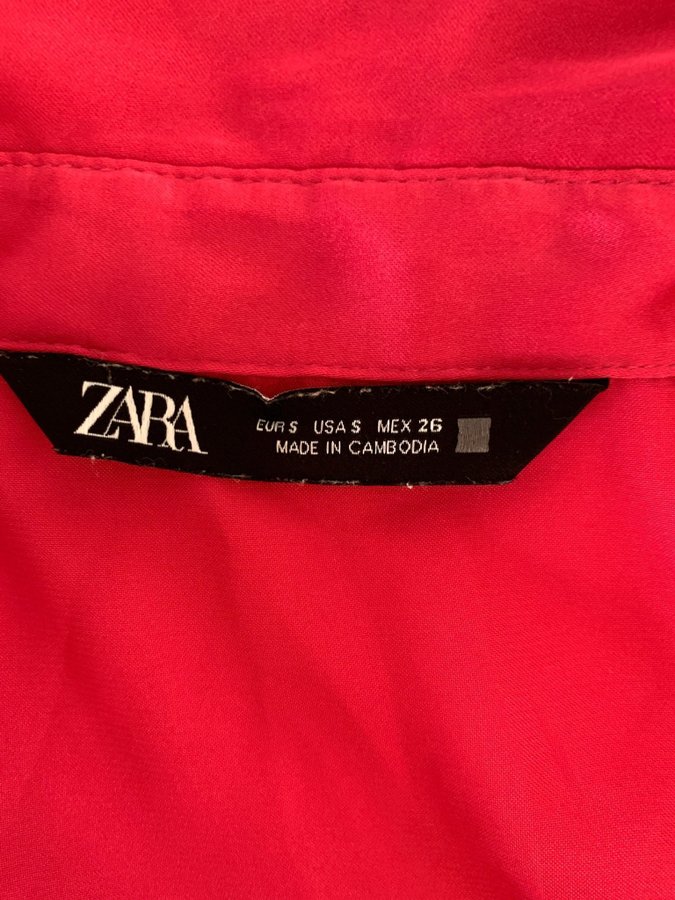 ZARA
EUR S USA S MEX 26
MADE IN CAMBODIA